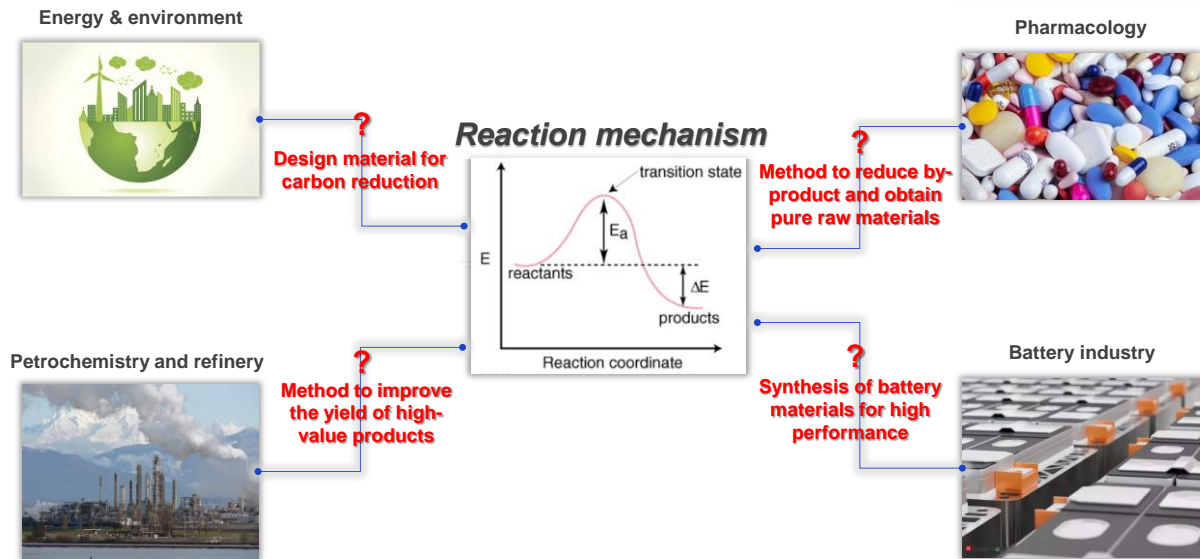 Energy & environment
Pharmacology
?
Design material for
carbon reduction
Reaction mechanism
transition state
Ea
E
reactants
ΔE
products
Reaction coordinate
?
Method to reduce by-
product and obtain
pure raw materials
Petrochemistry and refinery
?
Method to improve
the yield of high-
value products
Battery industry
?
Synthesis of battery
materials for high
performance